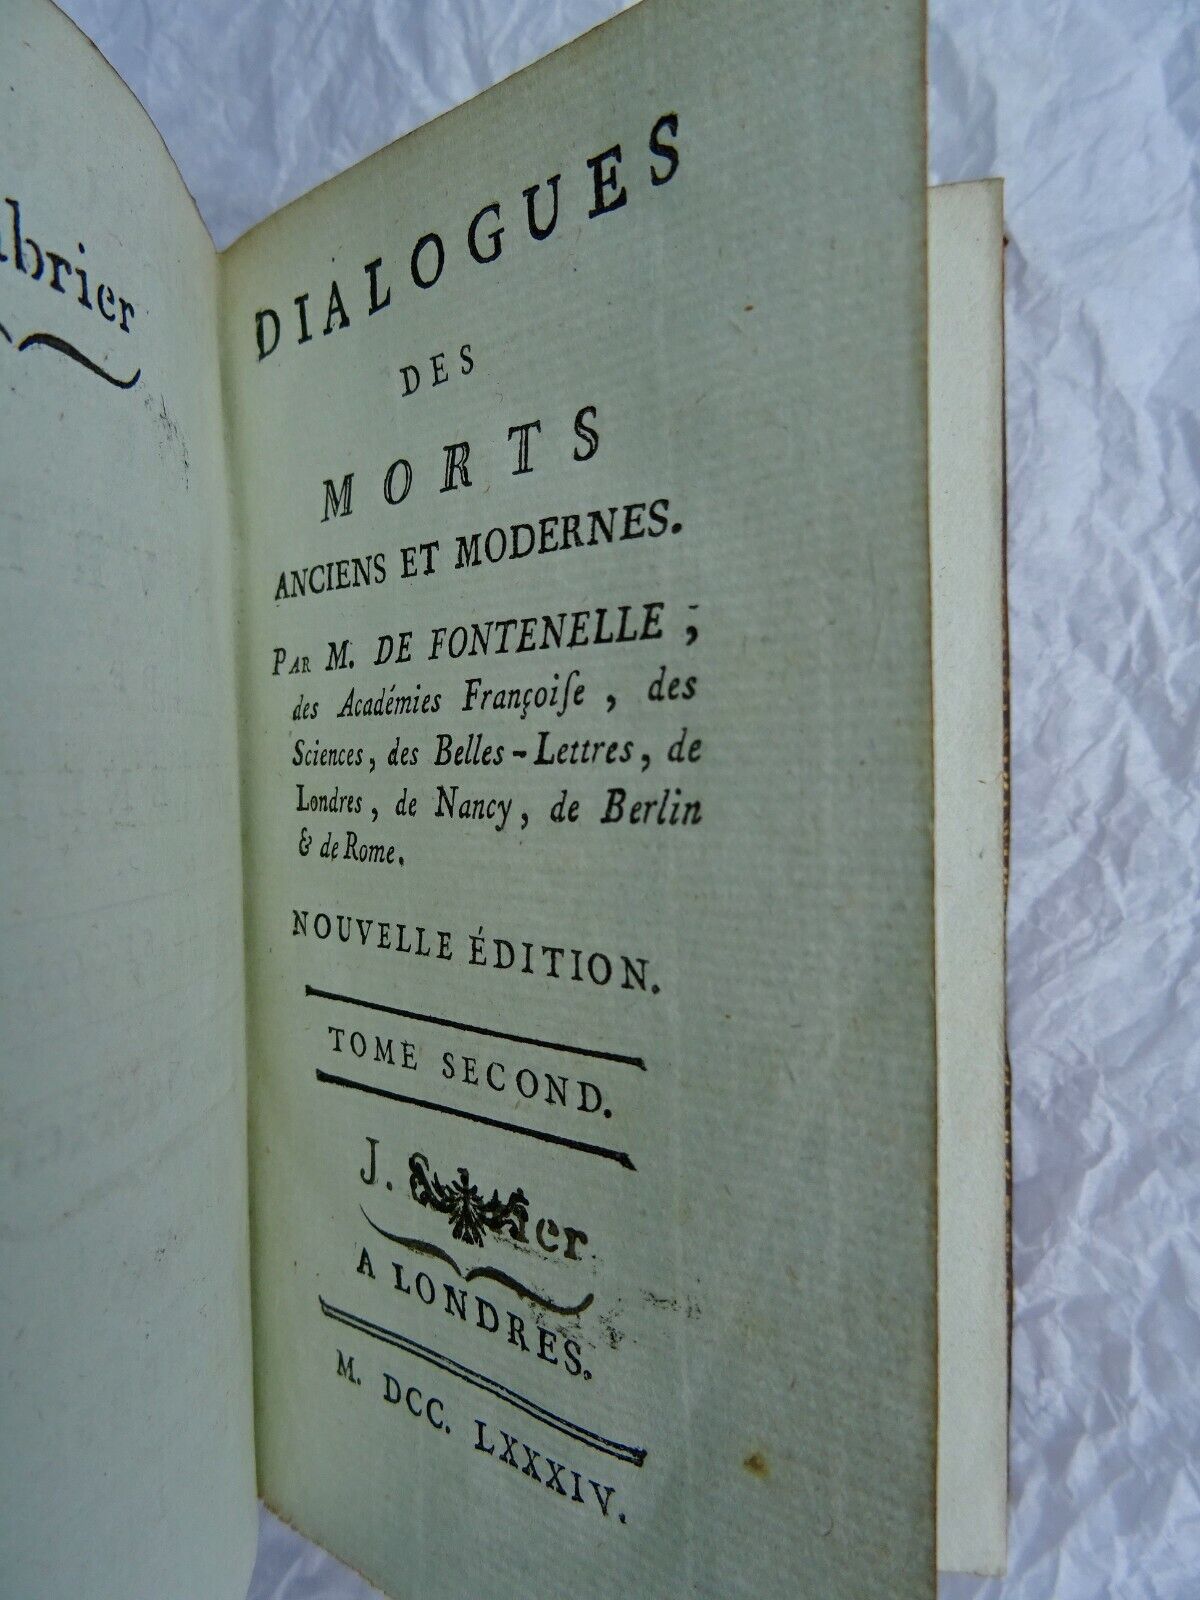 brier
DIALOGUES
DES
MORTS
ANCIENS ET MODERNES.
PAR M. DE FONTENELLE,
des Académies Françoiſe, des
Sciences, des Belles-Lettres, de
Londres, de Nancy, de Berlin
& de Rome.
NOUVELLE ÉDITION.
TOME SECOND.
J.
A LONDRES.
M. DCC. LXXXIV.